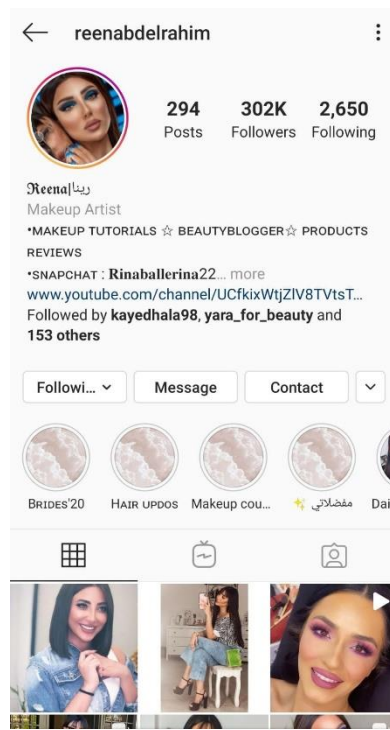 reenabdelrahim
294 302K 2,650
Posts Followers Following
𝕽𝖊𝖊𝖓𝖆|رينا
Makeup Artist
•MAKEUP TUTORIALS ☆ BEAUTYBLOGGER☆ PRODUCTS
REVIEWS
•SNAPCHAT : 𝐑𝐢𝐧𝐚𝐛𝐚𝐥𝐥𝐞𝐫𝐢𝐧𝐚22... more
www.youtube.com/channel/UCfkixWtjZlV8TVtsT...
Followed by kayedhala98, yara_for_beauty and
153 others
Followi... Message Contact
BRIDES'20 HAIR UPDOS Makeup cou... مفضلاتي ✨ Dai